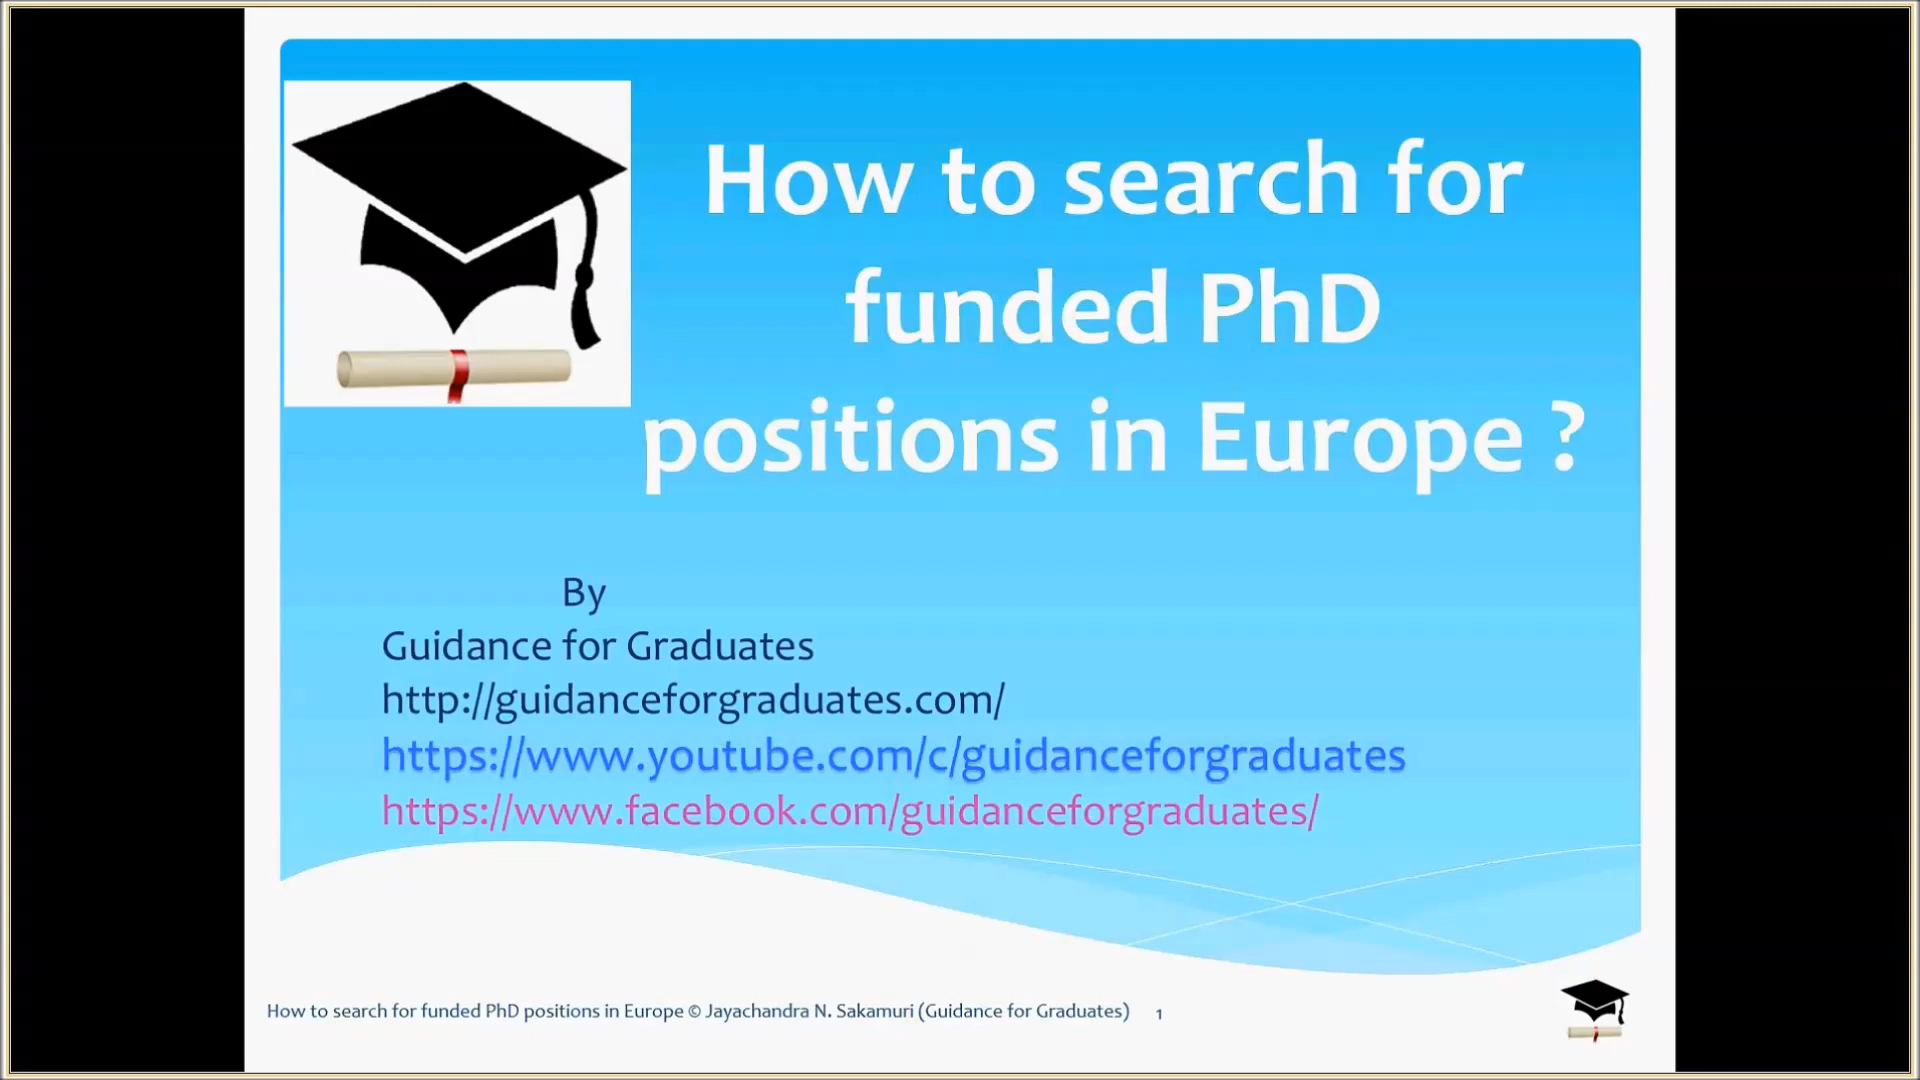 How to search for
funded PhD
positions in Europe ?
By
Guidance for Graduates
http://guidanceforgraduates.com/
https://www.youtube.com/c/guidanceforgraduates
https://www.facebook.com/guidanceforgraduates/
How to search for funded PhD positions in Europe © Jayachandra N. Sakamuri (Guidance for Graduates) 1